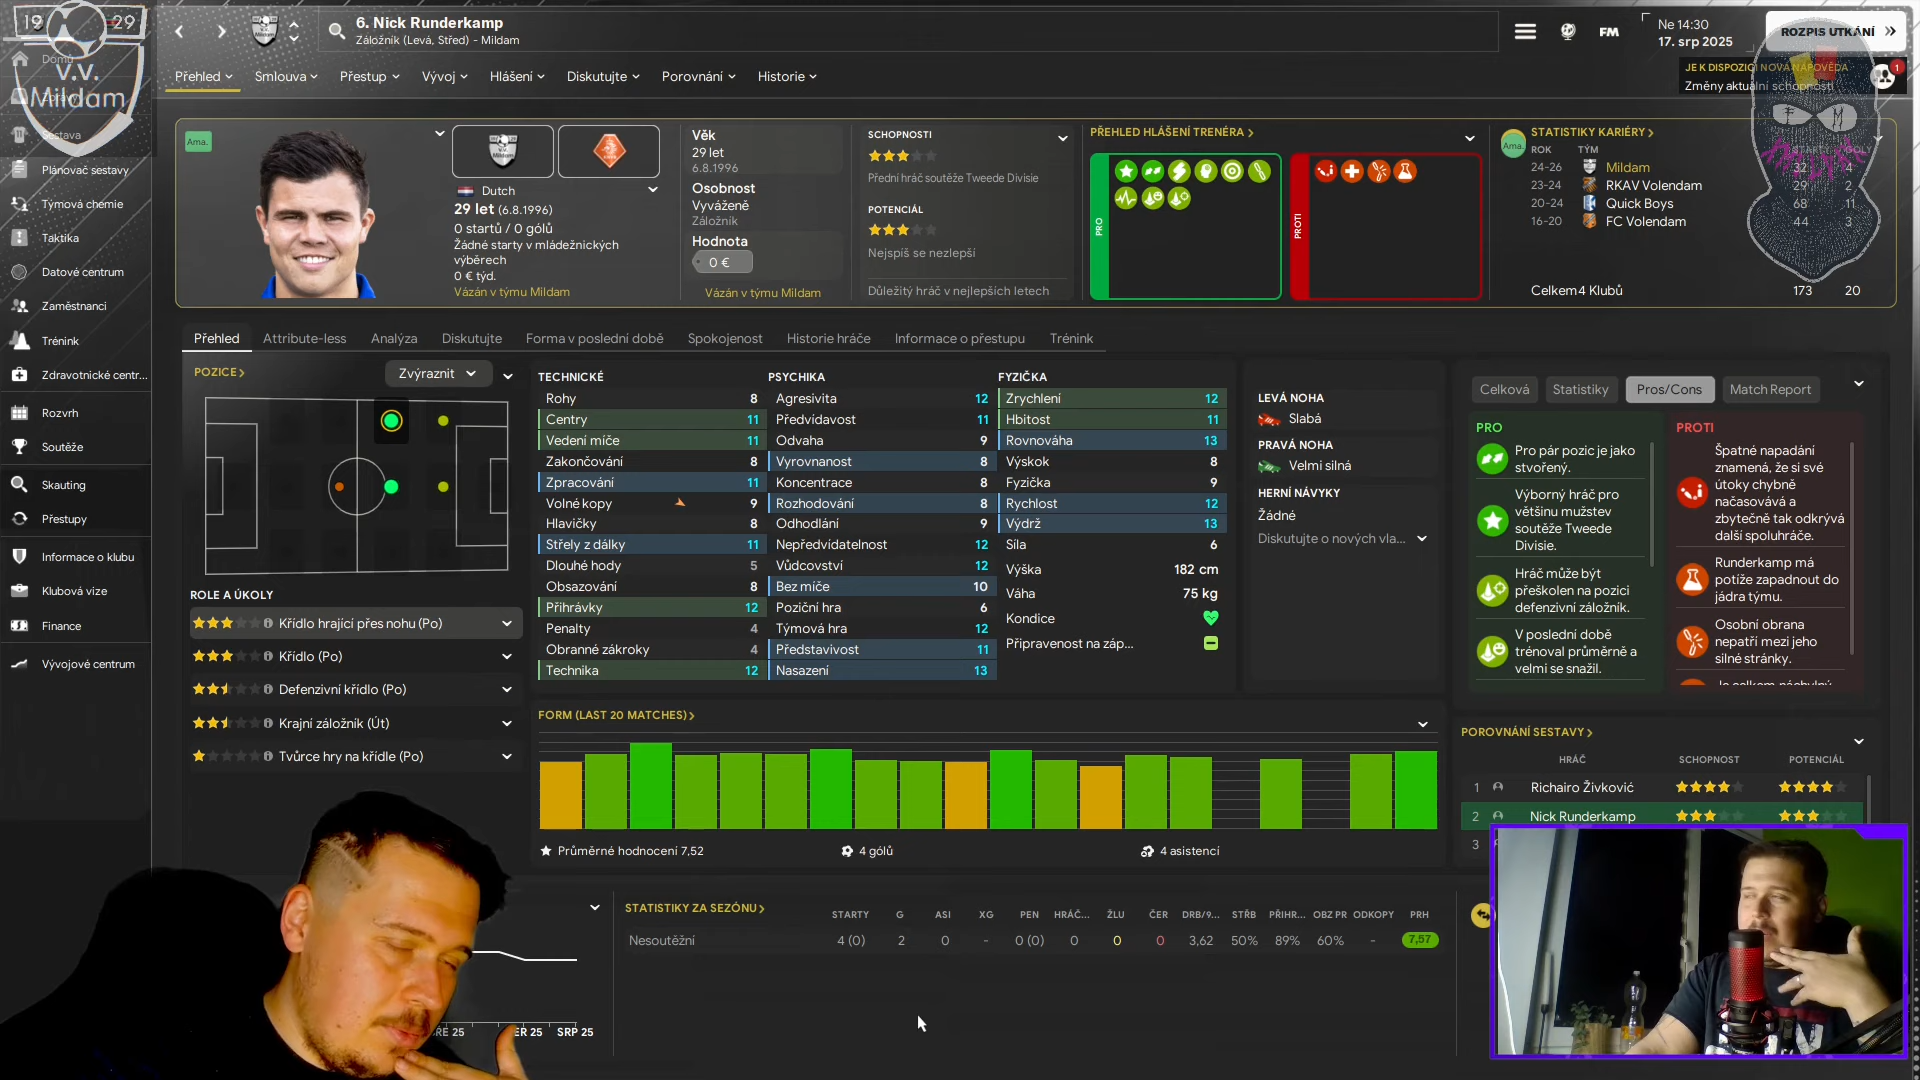 19 29
V.V.
Mildam
6. Nick Runderkamp
Záložník (Levá, Střed) - Mildam
FM
Ne 14:30
17. srp 2025
ROZPIS UTKÁNÍ
JE K DISPOZICI NOVÁ NÁPOVĚDA
Změny aktuální schopnosti
1
Přehled
Smlouva
Přestup
Vývoj
Hlášení
Diskutujte
Porovnání
Historie
Domů
Sestava
Plánovač sestavy
Týmová chemie
Taktika
Datové centrum
Zaměstnanci
Trénink
Zdravotnické centr...
Rozvrh
Soutěže
Skauting
Přestupy
Informace o klubu
Klubová vize
Finance
Vývojové centrum
Ama.
Dutch
29 let (6.8.1996)
0 startů / 0 gólů
Žádné starty v mládežnických
výběrech
0 € týd.
Vázán v týmu Mildam
Věk
29 let
6.8.1996
Osobnost
Vyváženě
Záložník
Hodnota
0 €
Vázán v týmu Mildam
SCHOPNOSTI
Přední hráč soutěže Tweede Divisie
POTENCIÁL
Nejspíš se nezlepší
Důležitý hráč v nejlepších letech
PŘEHLED HLÁŠENÍ TRENÉRA
PRO
PROTI
Ama.
STATISTIKY KARIÉRY
ROK TÝM
24-26 Mildam 32 4
23-24 RKAV Volendam 29 2
20-24 Quick Boys 68 11
16-20 FC Volendam 44 3
Celkem 4 Klubů 173 20
Přehled
Attribute-less
Analýza
Diskutujte
Forma v poslední době
Spokojenost
Historie hráče
Informace o přestupu
Trénink
POZICE
Zvýraznit
ROLE A ÚKOLY
Křídlo hrající přes nohu (Po)
Křídlo (Po)
Defenzivní křídlo (Po)
Krajní záložník (Út)
Tvůrce hry na křídle (Po)
TECHNICKÉ
Rohy 8
Centry 11
Vedení míče 11
Zakončování 8
Zpracování 11
Volné kopy 9
Hlavičky 8
Střely z dálky 11
Dlouhé hody 5
Obsazování 8
Přihrávky 12
Penalty 4
Obranné zákroky 4
Technika 12
PSYCHIKA
Agresivita 12
Předvídavost 11
Odvaha 9
Vyrovnanost 8
Koncentrace 8
Rozhodování 8
Odhodlání 9
Nepředvídatelnost 12
Vůdcovství 12
Bez míče 10
Poziční hra 6
Týmová hra 12
Představivost 11
Nasazení 13
FYZIČKA
Zrychlení 12
Hbitost 11
Rovnováha 13
Výskok 8
Fyzička 9
Rychlost 12
Výdrž 13
Síla 6
Výška 182 cm
Váha 75 kg
Kondice
Připravenost na záp...
LEVÁ NOHA
Slabá
PRAVÁ NOHA
Velmi silná
HERNÍ NÁVYKY
Žádné
Diskutujte o nových vla...
Celková
Statistiky
Pros/Cons
Match Report
PRO
Pro pár pozic je jako
stvořený.
Výborný hráč pro
většinu mužstev
soutěže Tweede
Divisie.
Hráč může být
přeškolen na pozici
defenzivní záložník.
V poslední době
trénoval průměrně a
velmi se snažil.
PROTI
Špatné napadání
znamená, že si své
útoky chybně
načasovává a
zbytečně tak odkrývá
další spoluhráče.
Runderkamp má
potíže zapadnout do
jádra týmu.
Osobní obrana
nepatří mezi jeho
silné stránky.
Je celkem náchylný
FORM (LAST 20 MATCHES)
Průměrné hodnocení 7,52
4 gólů
4 asistencí
POROVNÁNÍ SESTAVY
HRÁČ SCHOPNOST POTENCIÁL
1 Richairo Živković
2 Nick Runderkamp
3
SRP 25
STATISTIKY ZA SEZÓNU
STARTY G ASI XG PEN HRÁČ... ŽLU ČER DRB/9... STŘB PŘIHR... OBZ PR ODKOPY PRH
Nesoutěžní 4 (0) 2 0 - 0 (0) 0 0 0 3,62 50% 89% 60% - 7,57